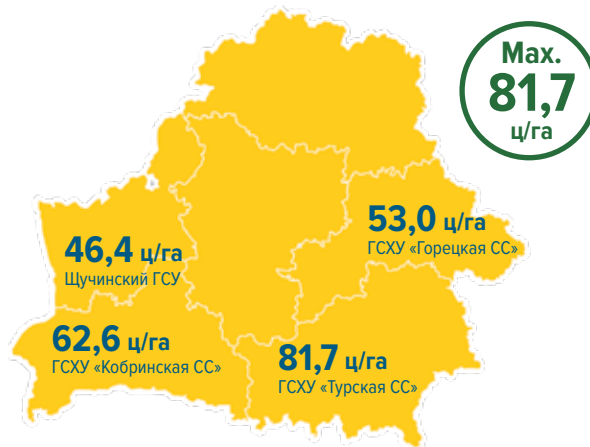 Max.
81,7
ц/га
53,0 ц/га
ГСХУ «Горецкая СС»
46,4 ц/га
Щучинский ГСУ
62,6 ц/га
ГСХУ «Кобринская СС»
81,7 ц/га
ГСХУ «Турская СС»